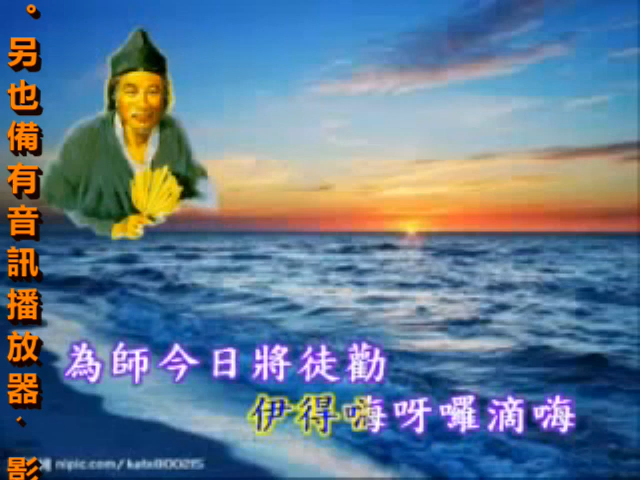 。另也備有音訊播放器．影
為師今日將徒勸
伊得嗨呀囉滴嗨
nipic.com/kate800215